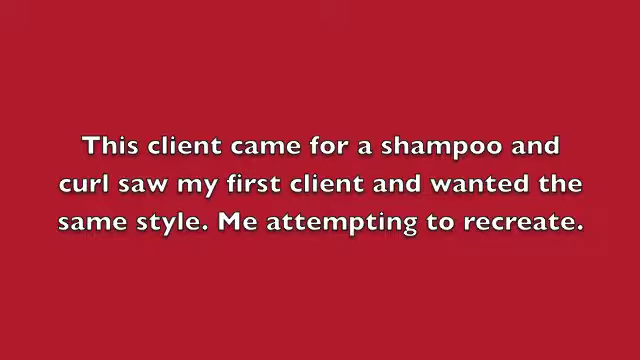 This client came for a shampoo and
curl saw my first client and wanted the
same style. Me attempting to recreate.